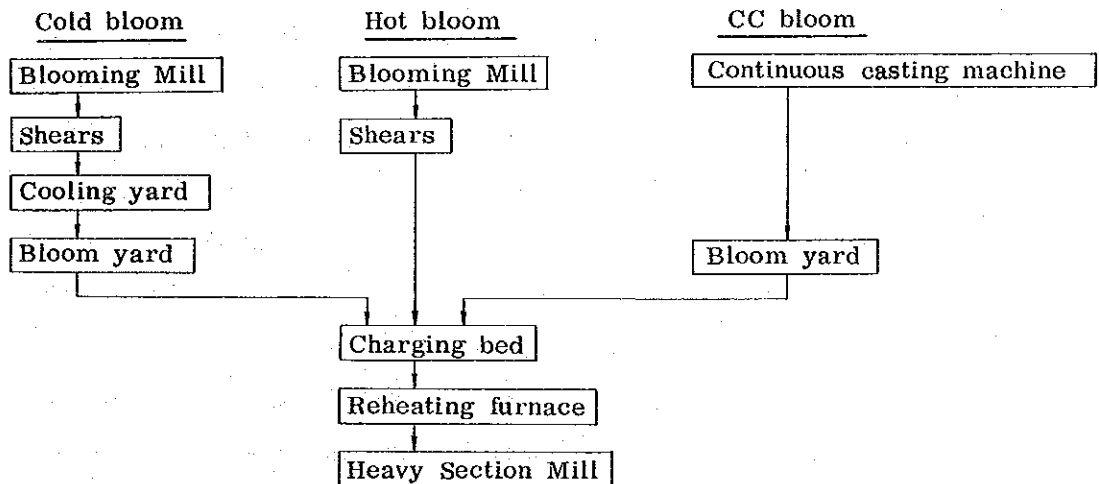 Cold bloom
Hot bloom
CC bloom
Blooming Mill
Blooming Mill
Continuous casting machine
Shears
Shears
Cooling yard
Bloom yard
Bloom yard
Charging bed
Reheating furnace
Heavy Section Mill